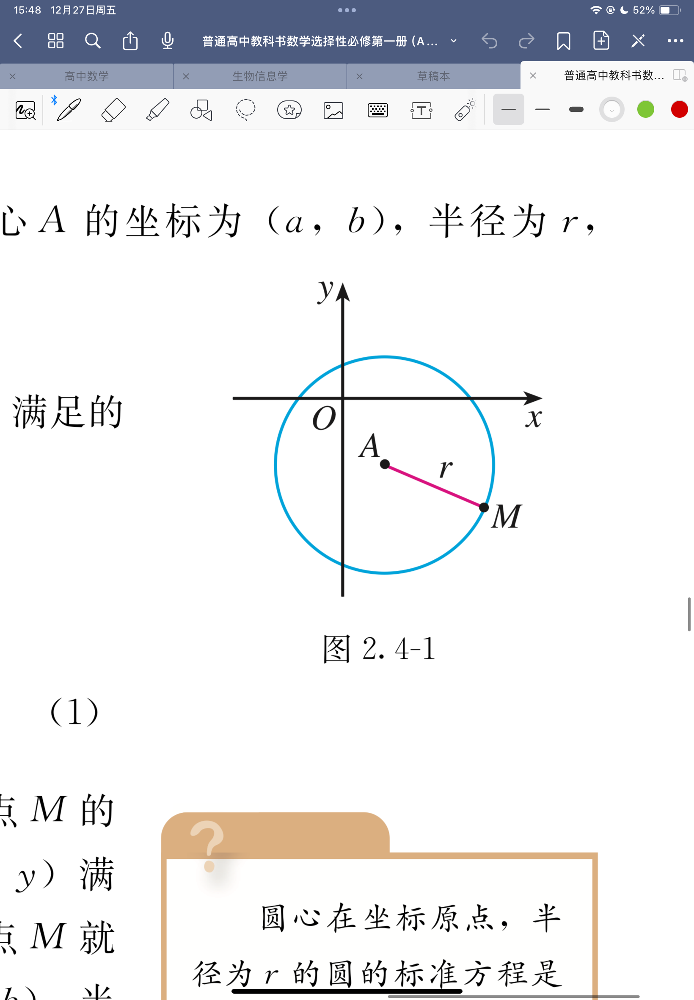 15:48 12月27日周五
52%
普通高中教科书数学选择性必修第一册 (A...
高中数学
生物信息学
草稿本
普通高中教科书数...
T
心 A 的坐标为（a，b），半径为 r，
y
O
x
A
r
M
满足的
图 2.4-1
（1）
点 M 的
y）满
点 M 就
?
圆心在坐标原点，半
径为 r 的圆的标准方程是
b)，半